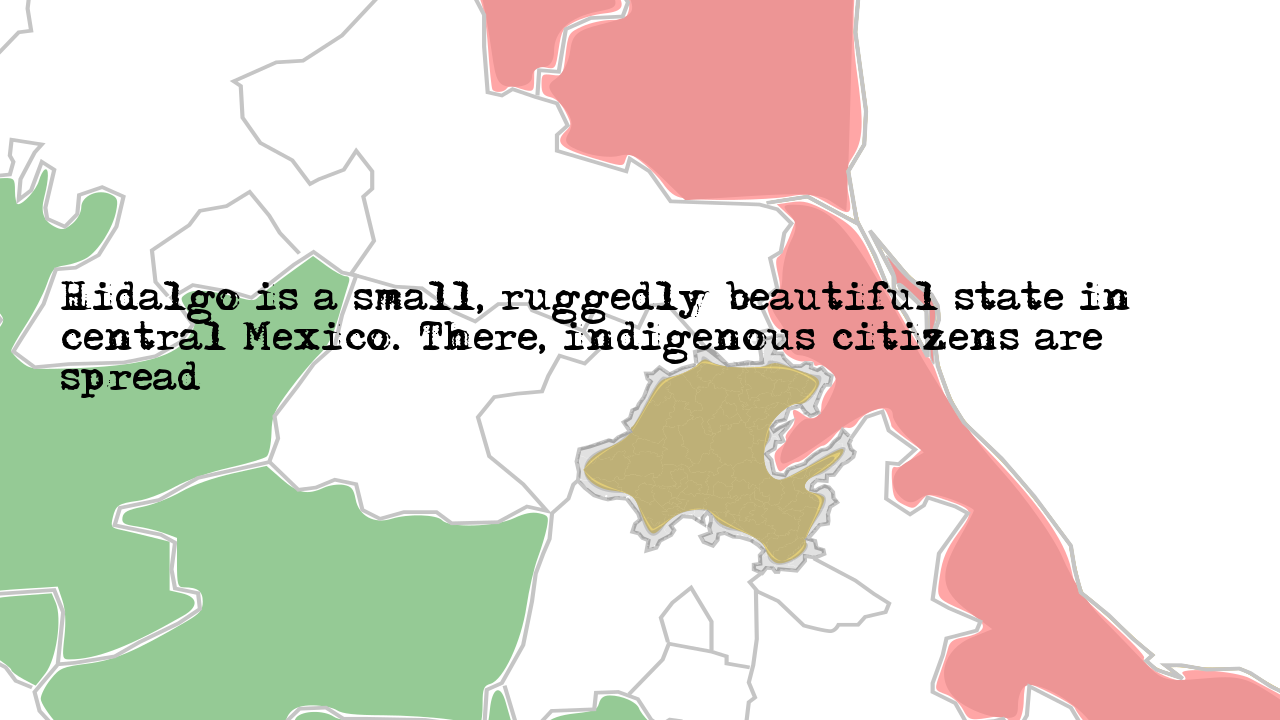 Hidalgo is a small, ruggedly beautiful state in
central Mexico. There, indigenous citizens are
spread